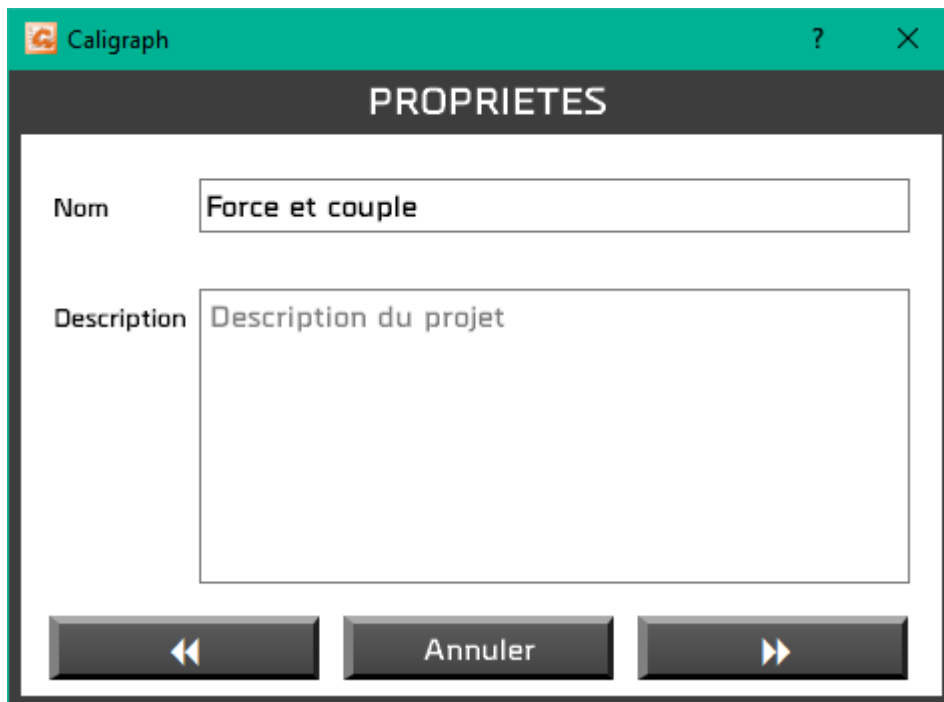 Caligraph ?
PROPRIETES
Nom Force et couple
Description Description du projet
Annuler